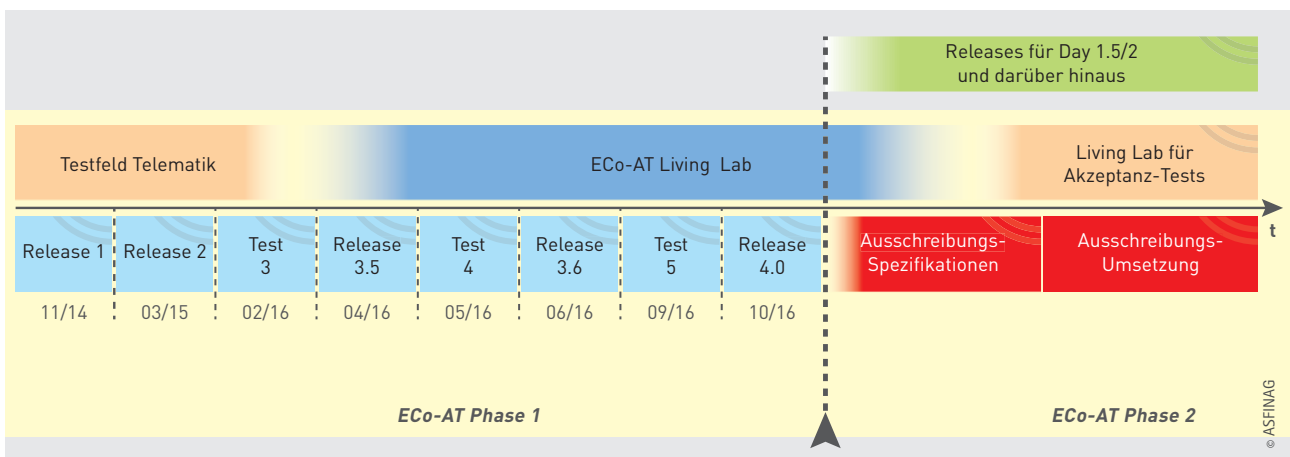 Releases für Day 1.5/2
und darüber hinaus
Testfeld Telematik
ECo-AT Living Lab
Living Lab für
Akzeptanz-Tests
t
Release 1
Release 2
Test
3
Release
3.5
Test
4
Release
3.6
Test
5
Release
4.0
Ausschreibungs-
Spezifikationen
Ausschreibungs-
Umsetzung
11/14
03/15
02/16
04/16
05/16
06/16
09/16
10/16
ECo-AT Phase 1
ECo-AT Phase 2
© ASFINAG